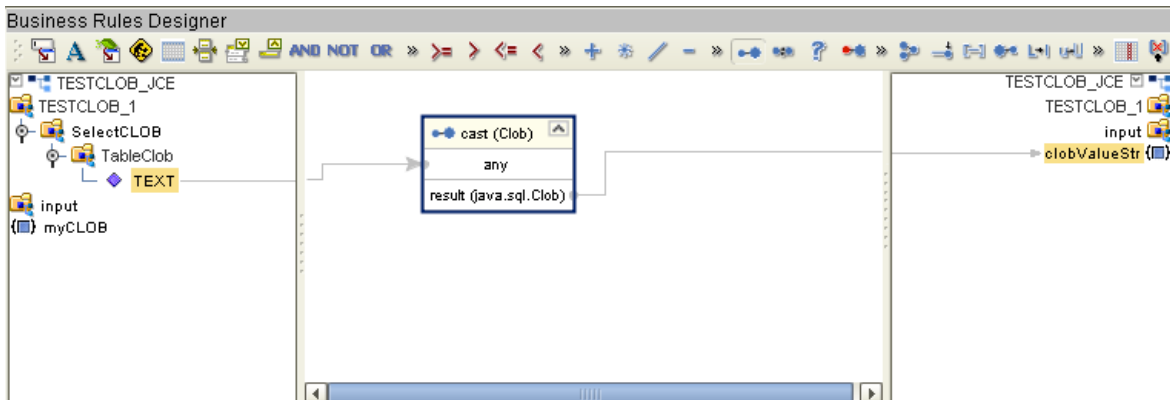 Business Rules Designer
A AND NOT OR » >= > <= < » + * / - » ? » »
TESTCLOB_JCE
TESTCLOB_1
SelectCLOB
TableClob
TEXT
input
myCLOB
cast (Clob)
any
result (java.sql.Clob)
TESTCLOB_JCE
TESTCLOB_1
input
clobValueStr